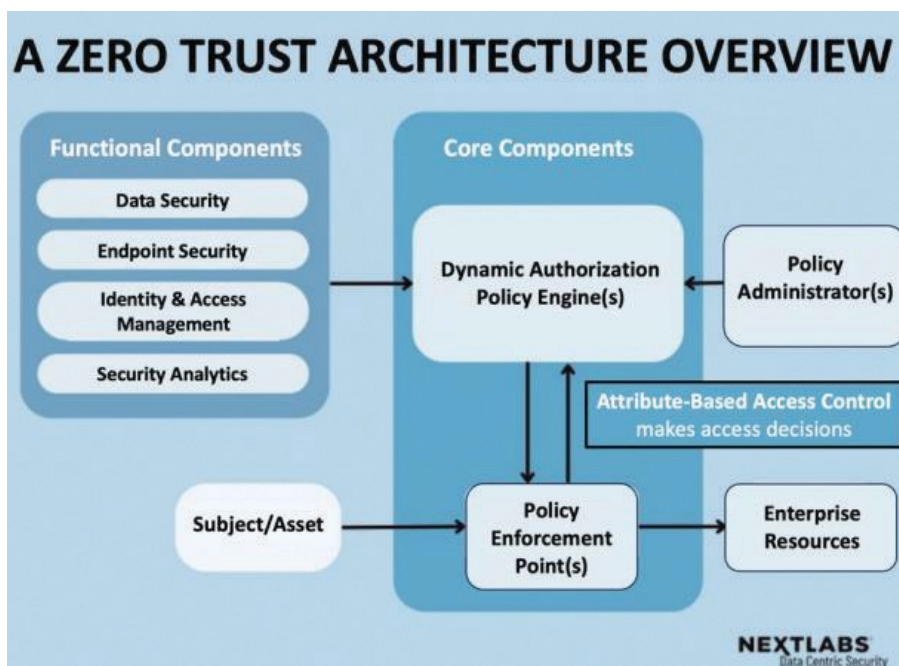 A ZERO TRUST ARCHITECTURE OVERVIEW
Functional Components
Data Security
Endpoint Security
Identity & Access
Management
Security Analytics
Core Components
Dynamic Authorization
Policy Engine(s)
Policy
Administrator(s)
Attribute-Based Access Control
makes access decisions
Subject/Asset
Policy
Enforcement
Point(s)
Enterprise
Resources
NEXTLABS
Data Centric Security